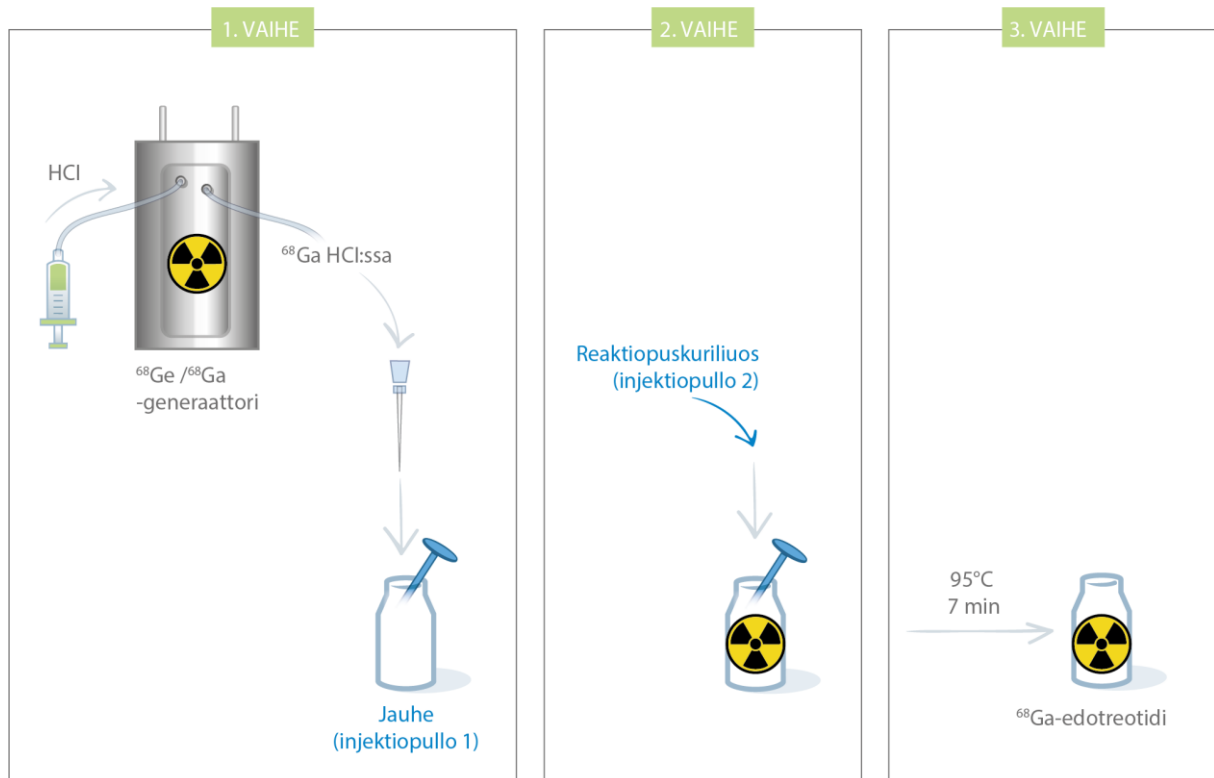 1. VAIHE
HCl
⁶⁸Ga HCl:ssa
⁶⁸Ge /⁶⁸Ga
-generaattori
Jauhe
(injektiopullo 1)
2. VAIHE
Reaktiopuskuriliuos
(injektiopullo 2)
3. VAIHE
95°C
7 min
⁶⁸Ga-edotreotidi